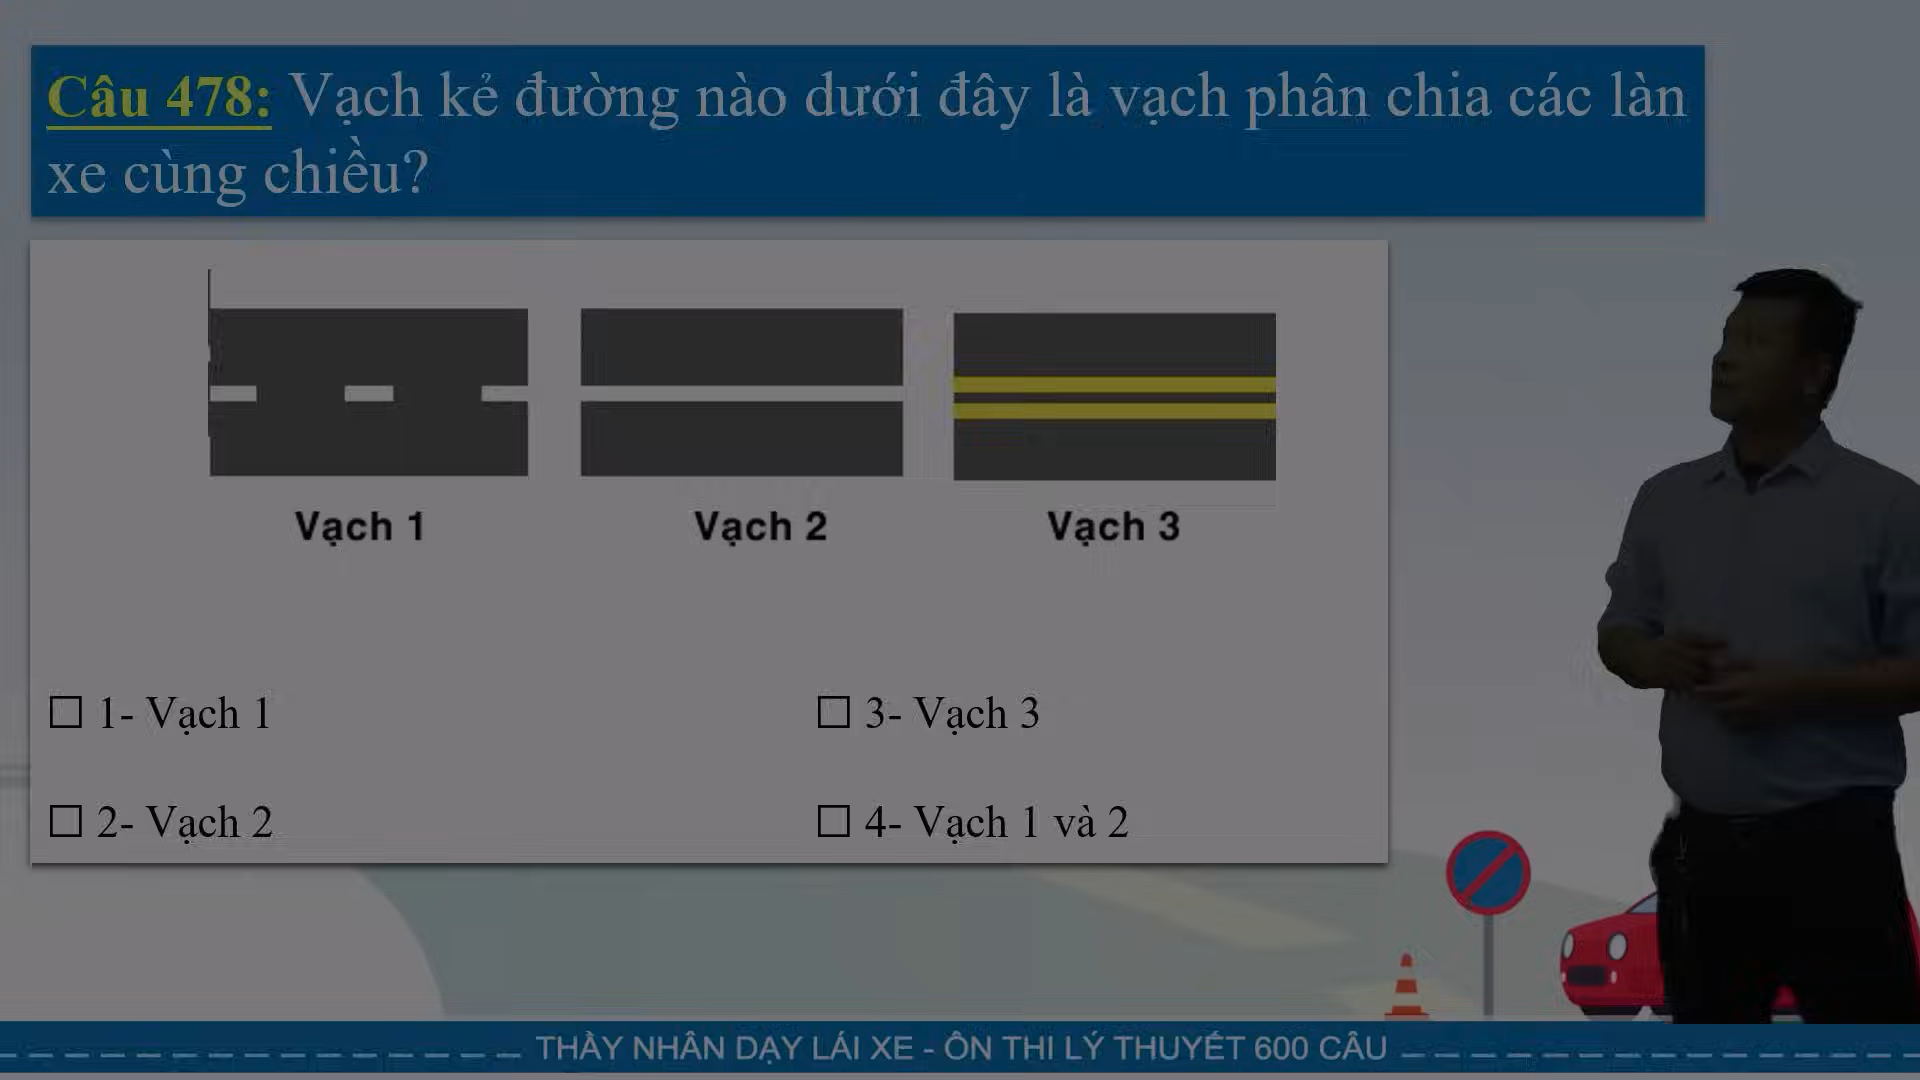 Câu 478: Vạch kẻ đường nào dưới đây là vạch phân chia các làn
xe cùng chiều?
Vạch 1
Vạch 2
Vạch 3
☐ 1- Vạch 1
☐ 3- Vạch 3
☐ 2- Vạch 2
☐ 4- Vạch 1 và 2
THẦY NHÂN DẠY LÁI XE - ÔN THI LÝ THUYẾT 600 CÂU